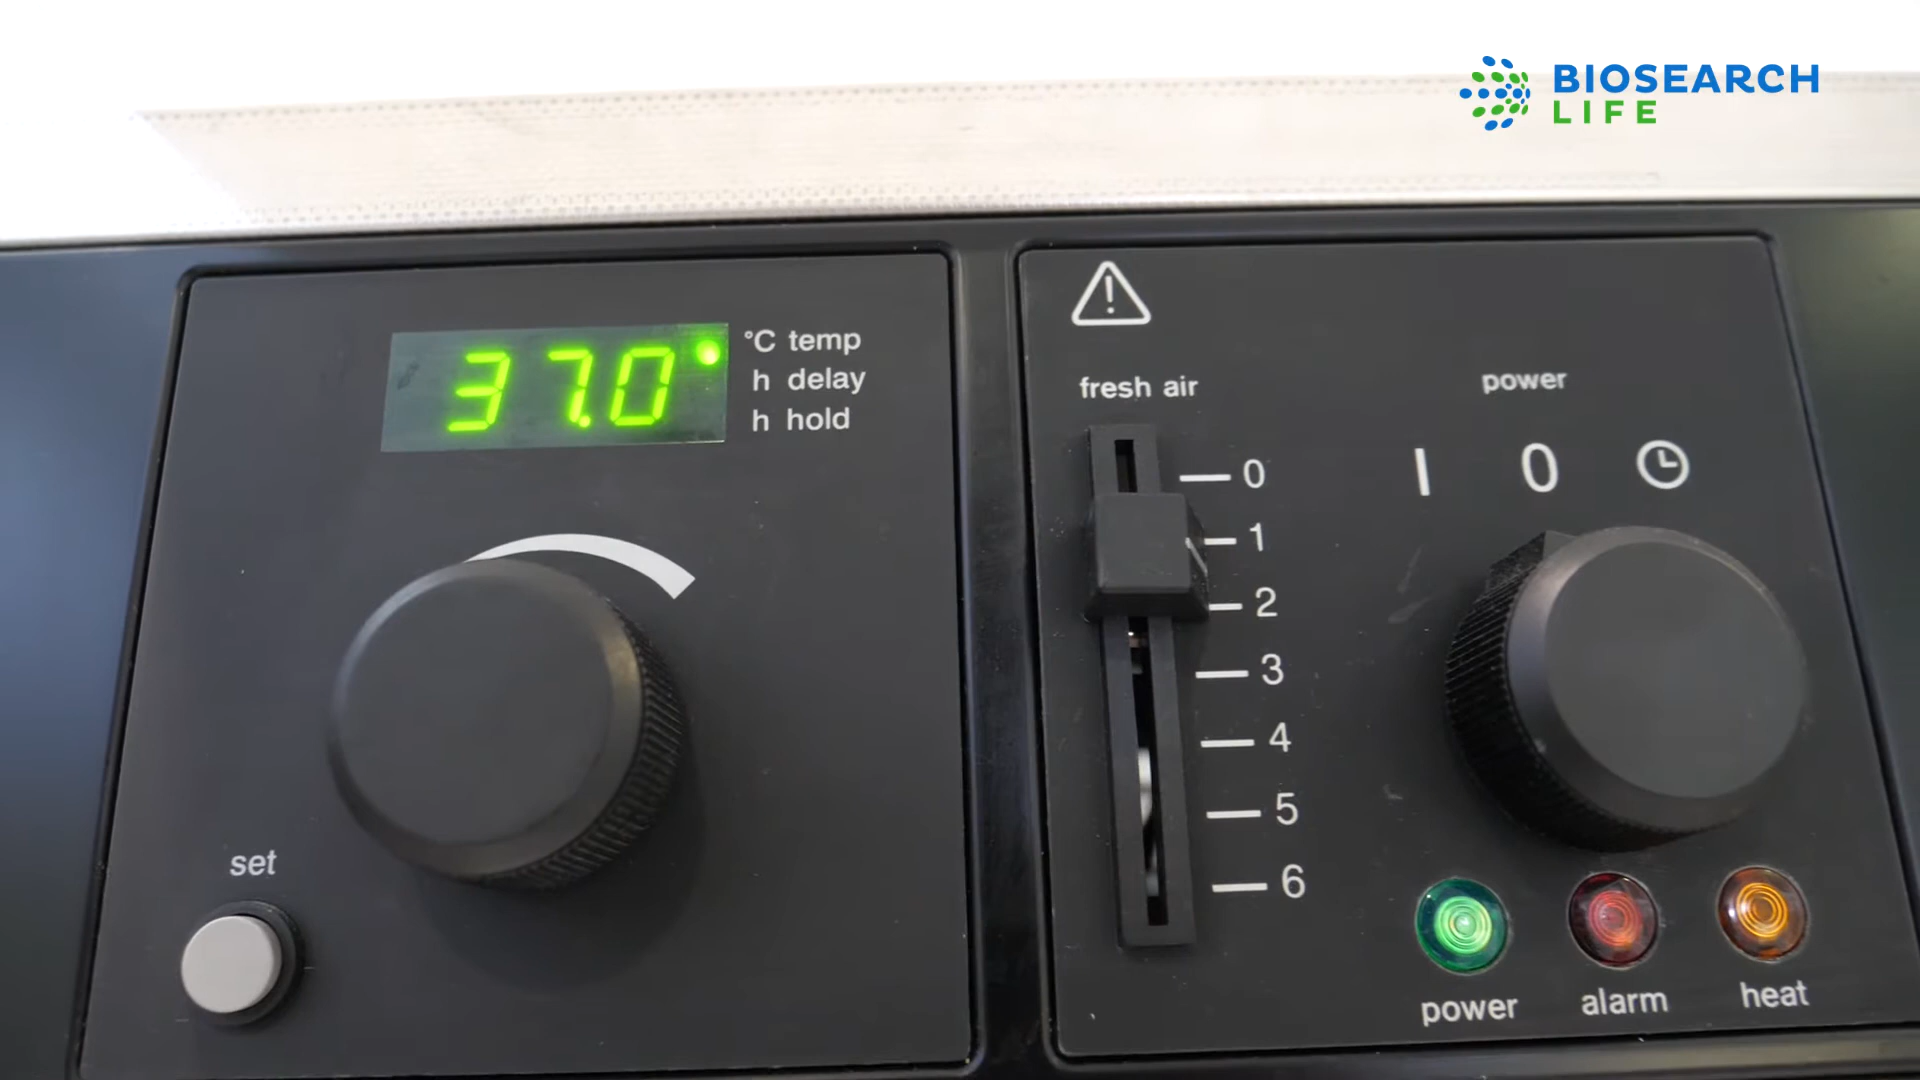 BIOSEARCH
LIFE
37.0°
°C temp
h delay
h hold
set
fresh air
0
1
2
3
4
5
6
power
I 0
power
alarm
heat